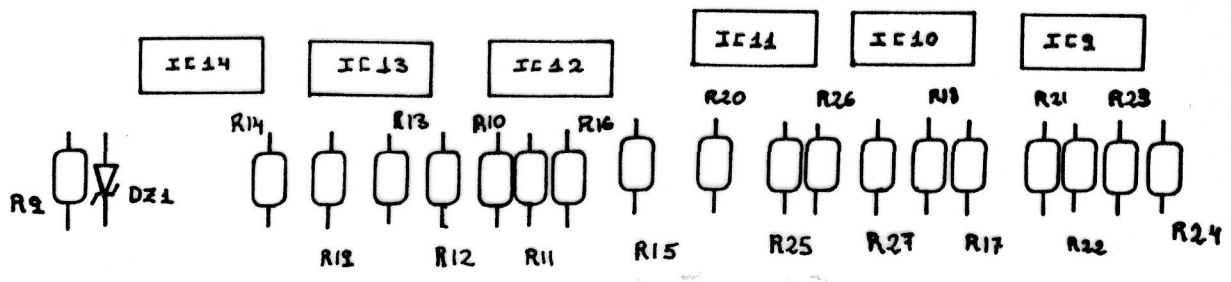 IC14 IC13 IC12 IC11 IC10 IC9
R14 R13 R10 R16 R20 R26 R18 R21 R23
R9 DZ1
R19 R12 R11 R15 R25 R27 R17 R22 R24